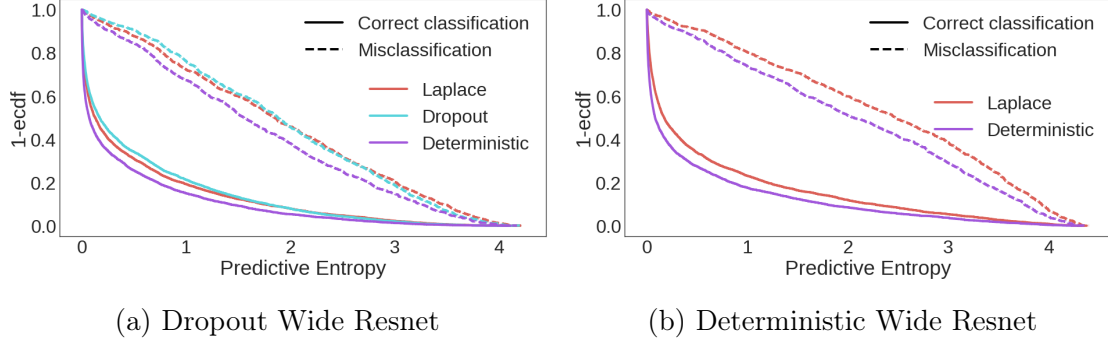 1.0
0.8
0.6
0.4
0.2
0.0
1-ecdf
Correct classification
Misclassification
Laplace
Dropout
Deterministic
0 1 2 3 4
Predictive Entropy
(a) Dropout Wide Resnet
1.0
0.8
0.6
0.4
0.2
0.0
1-ecdf
Correct classification
Misclassification
Laplace
Deterministic
0 1 2 3 4
Predictive Entropy
(b) Deterministic Wide Resnet